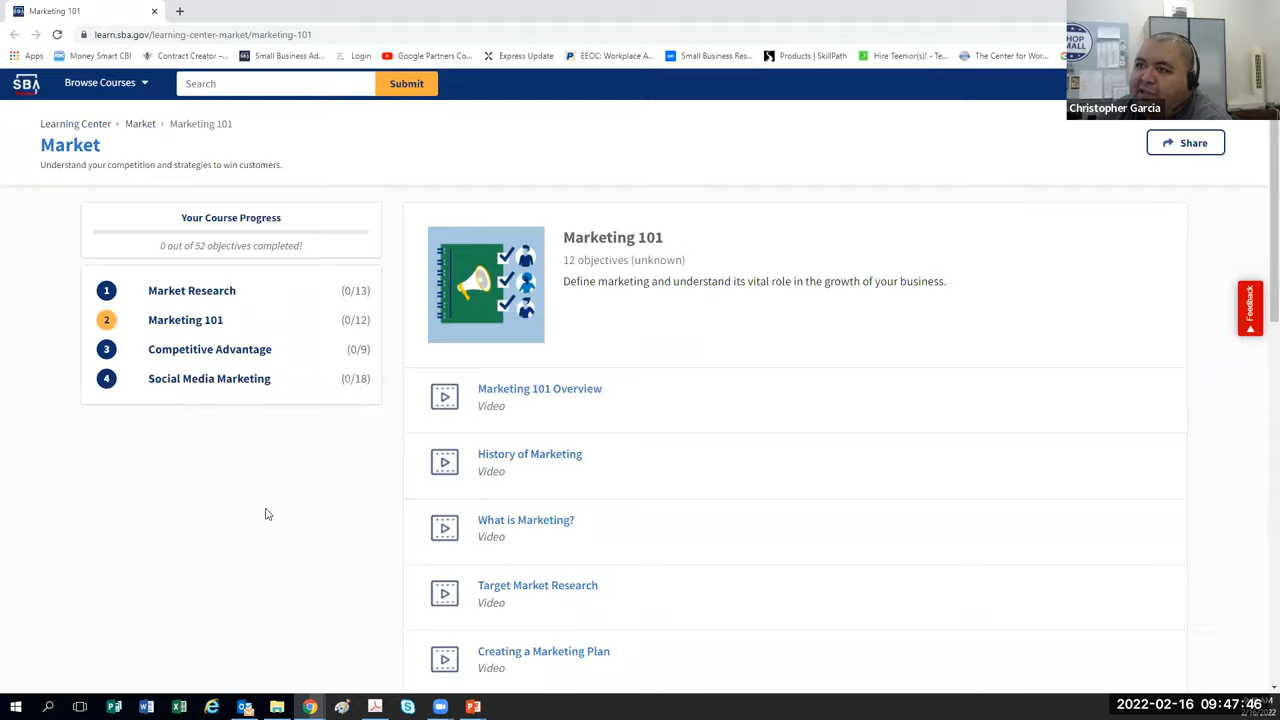 Marketing 101
learn.sba.gov/learning-center-market/marketing-101
Apps
Money Smart CBI
Contract Creator –...
Small Business Ad...
Login
Google Partners Co...
Express Update
EEOC: Workplace A...
Small Business Res...
Products | SkillPath
Hire Teenior(s)! - Te...
The Center for Wor...
SHOP
SMALL
Christopher Garcia
SBA
Browse Courses
Search
Submit
Learning Center
Market
Marketing 101
Market
Understand your competition and strategies to win customers.
Share
Your Course Progress
0 out of 52 objectives completed!
1 Market Research (0/13)
2 Marketing 101 (0/12)
3 Competitive Advantage (0/9)
4 Social Media Marketing (0/18)
Marketing 101
12 objectives (unknown)
Define marketing and understand its vital role in the growth of your business.
Marketing 101 Overview
Video
History of Marketing
Video
What is Marketing?
Video
Target Market Research
Video
Creating a Marketing Plan
Video
Feedback
2022-02-16 09:47:46